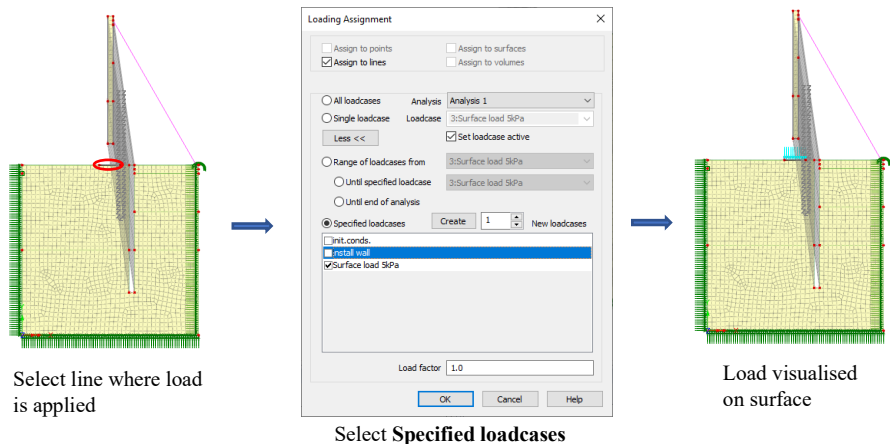 Loading Assignment
Assign to points
Assign to surfaces
Assign to lines
Assign to volumes
All loadcases
Analysis
Analysis 1
Single loadcase
Loadcase
3:Surface load 5kPa
Less <<
Set loadcase active
Range of loadcases from
3:Surface load 5kPa
Until specified loadcase
3:Surface load 5kPa
Until end of analysis
Specified loadcases
Create
1
New loadcases
init.conds.
install wall
Surface load 5kPa
Load factor
1.0
OK
Cancel
Help
Select line where load
is applied
Select Specified loadcases
Load visualised
on surface